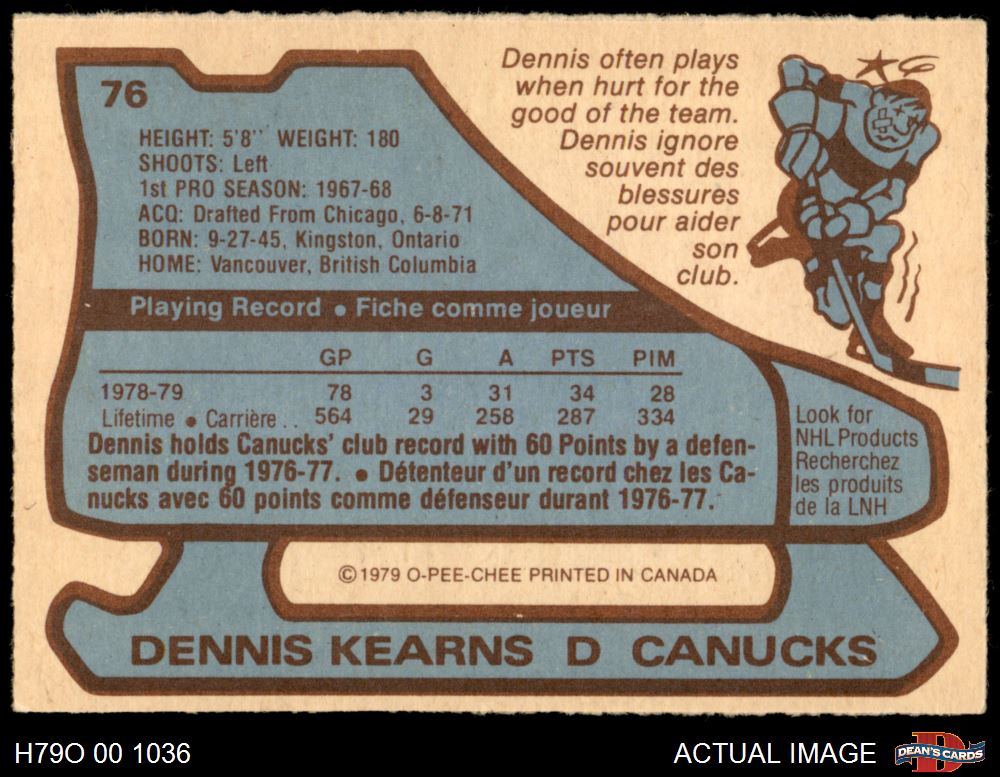 76
HEIGHT: 5'8'' WEIGHT: 180
SHOOTS: Left
1st PRO SEASON: 1967-68
ACQ: Drafted From Chicago, 6-8-71
BORN: 9-27-45, Kingston, Ontario
HOME: Vancouver, British Columbia
Dennis often plays
when hurt for the
good of the team.
Dennis ignore
souvent des
blessures
pour aider
son
club.
Playing Record • Fiche comme joueur
GP G A PTS PIM
1978-79 78 3 31 34 28
Lifetime • Carrière . . 564 29 258 287 334
Dennis holds Canucks' club record with 60 Points by a defen-
seman during 1976-77. • Détenteur d'un record chez les Ca-
nucks avec 60 points comme défenseur durant 1976-77.
Look for
NHL Products
Recherchez
les produits
de la LNH
©1979 O-PEE-CHEE PRINTED IN CANADA
DENNIS KEARNS D CANUCKS
H79O 00 1036
ACTUAL IMAGE
D
DEAN'S CARDS